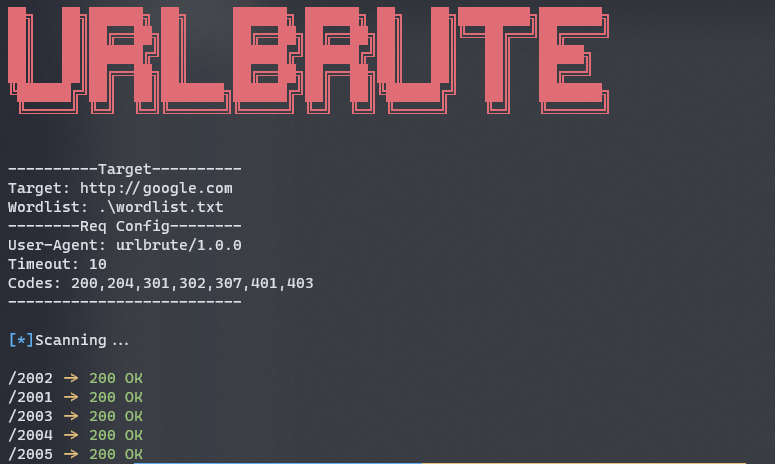 URLBRUTE
----------Target----------
Target: http://google.com
Wordlist: .\wordlist.txt
--------Req Config--------
User-Agent: urlbrute/1.0.0
Timeout: 10
Codes: 200,204,301,302,307,401,403
--------------------------
[*]Scanning...
/2002 -> 200 OK
/2001 -> 200 OK
/2003 -> 200 OK
/2004 -> 200 OK
/2005 -> 200 OK